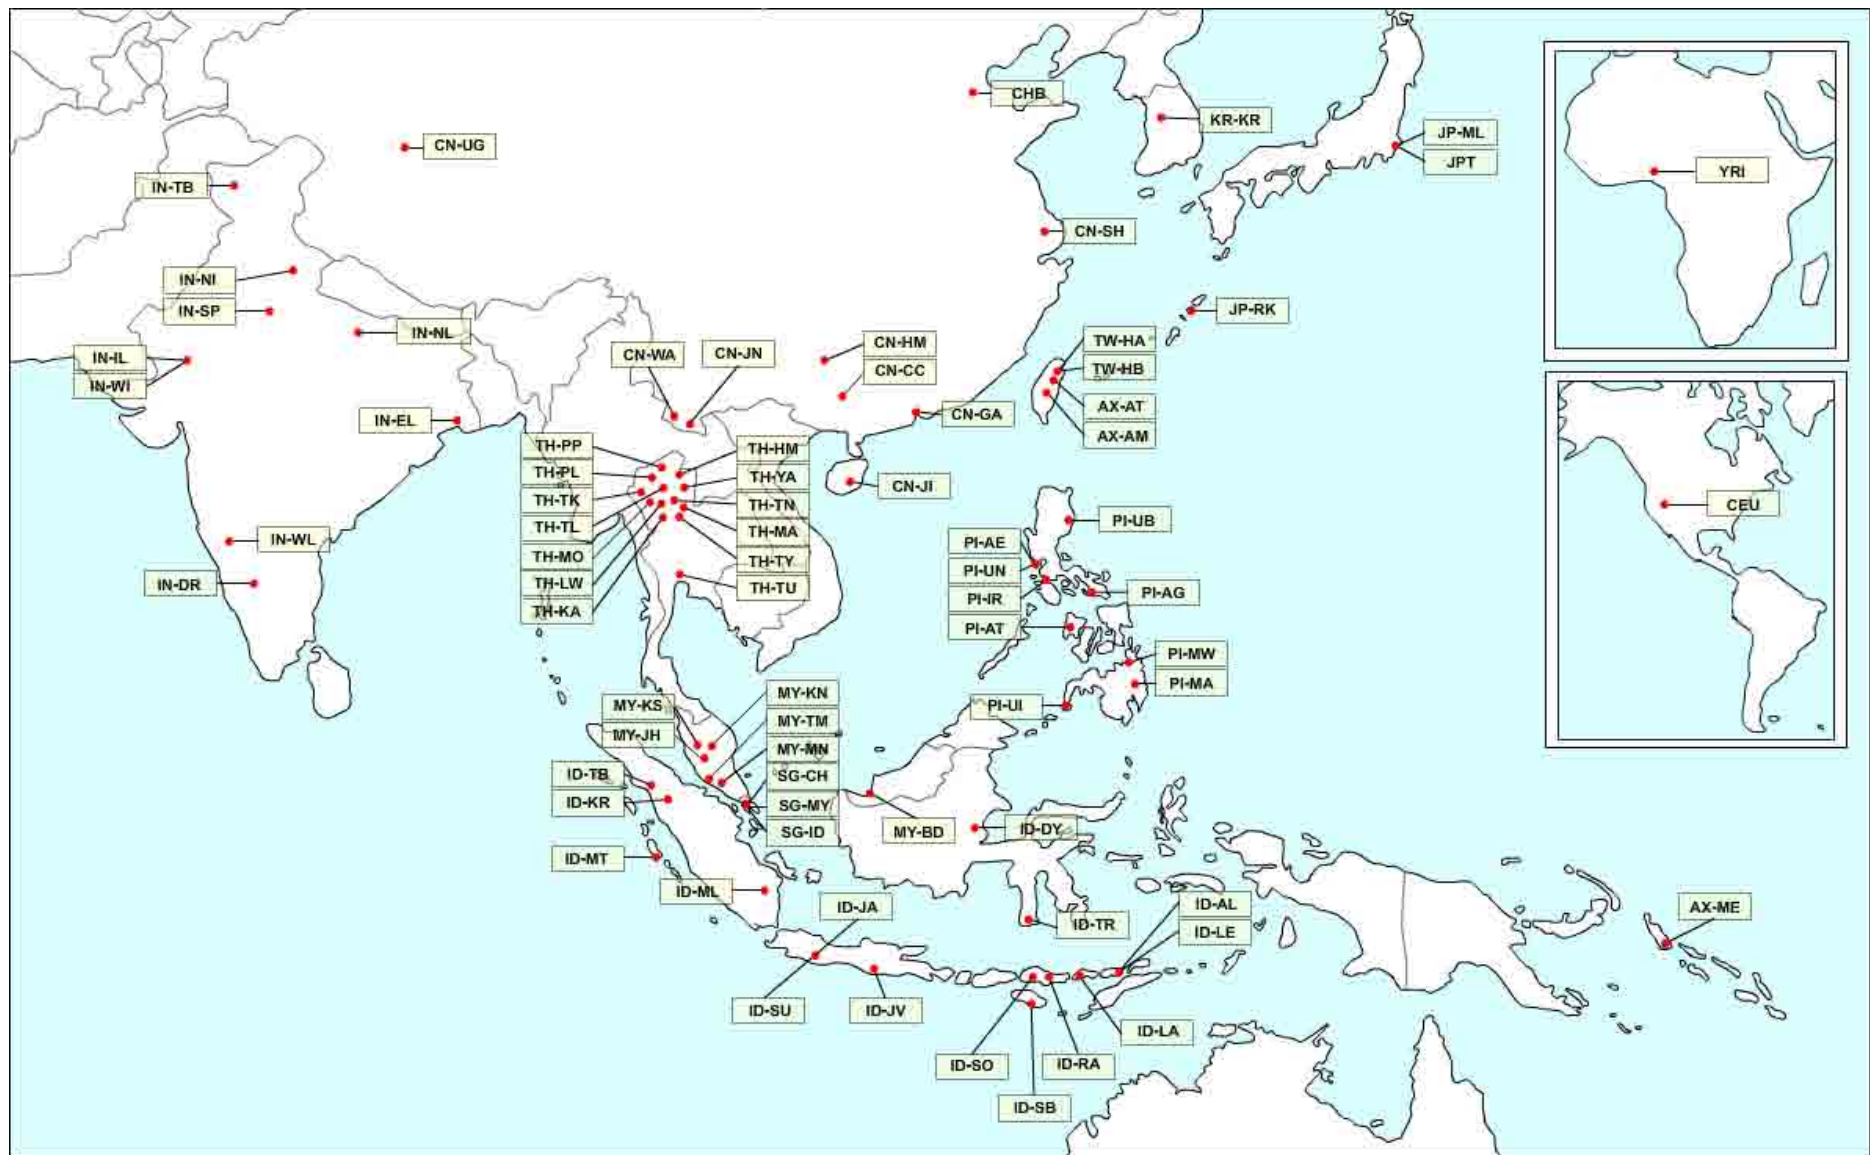 CHB
KR-KR
JP-ML
JPT
CN-UG
IN-TB
YRI
CN-SH
IN-NI
IN-SP
JP-RK
IN-NL
TW-HA
TW-HB
CN-HM
CN-CC
CN-WA
CN-JN
IN-IL
IN-WI
AX-AT
AX-AM
CN-GA
IN-EL
TH-PP
TH-PL
TH-TK
TH-TL
TH-MO
TH-LW
TH-KA
TH-HM
TH-YA
TH-TN
TH-MA
TH-TY
TH-TU
CN-JI
CEU
PI-UB
IN-WL
IN-DR
PI-AE
PI-UN
PI-IR
PI-AT
PI-AG
PI-MW
PI-MA
PI-UI
MY-KS
MY-JH
MY-KN
MY-TM
MY-MN
SG-CH
SG-MY
SG-ID
ID-TB
ID-KR
MY-BD
ID-DY
ID-MT
ID-ML
ID-JA
ID-TR
ID-AL
ID-LE
AX-ME
ID-SU
ID-JV
ID-LA
ID-SO
ID-RA
ID-SB